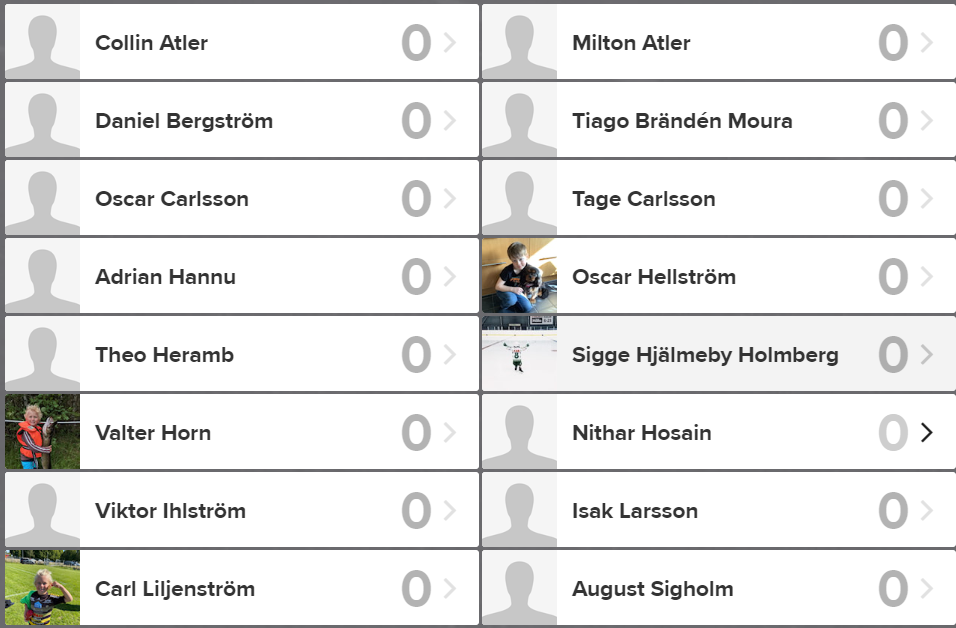 Collin Atler 0
Milton Atler 0
Daniel Bergström 0
Tiago Brändén Moura 0
Oscar Carlsson 0
Tage Carlsson 0
Adrian Hannu 0
Oscar Hellström 0
Theo Heramb 0
Sigge Hjälmeby Holmberg 0
Valter Horn 0
Nithar Hosain 0
Viktor Ihlström 0
Isak Larsson 0
Carl Liljenström 0
August Sigholm 0